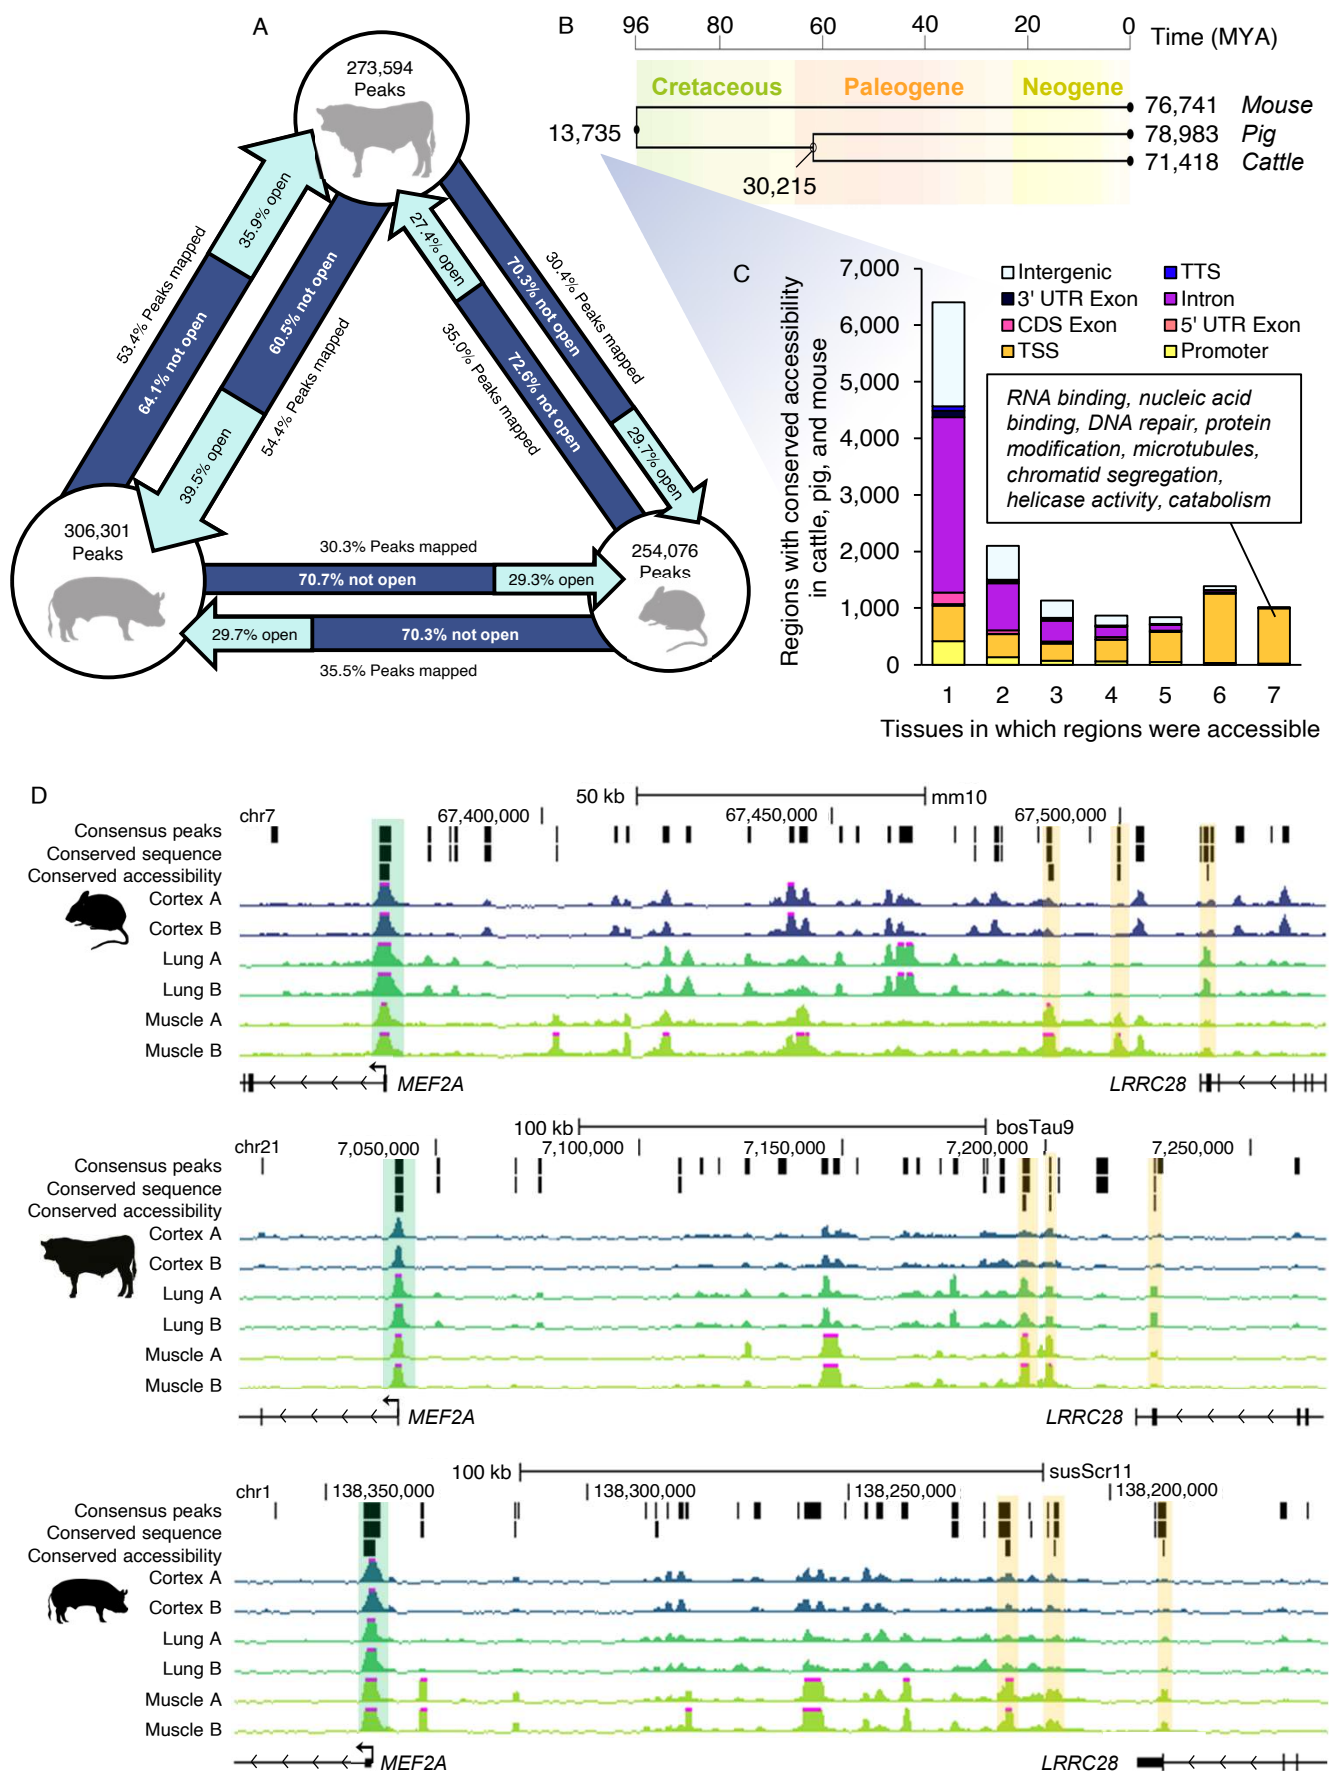 A
273,594
Peaks
53.4% Peaks mapped
35.9% open
64.1% not open
60.5% not open
39.5% open
54.4% Peaks mapped
27.4% open
72.6% not open
35.0% Peaks mapped
70.3% not open
29.7% open
30.4% Peaks mapped
306,301
Peaks
254,076
Peaks
30.3% Peaks mapped
70.7% not open
29.3% open
29.7% open
70.3% not open
35.5% Peaks mapped
B
96 80 60 40 20 0 Time (MYA)
Cretaceous Paleogene Neogene
13,735
30,215
76,741 Mouse
78,983 Pig
71,418 Cattle
C
Regions with conserved accessibility
in cattle, pig, and mouse
7,000
6,000
5,000
4,000
3,000
2,000
1,000
0
Intergenic TTS
3' UTR Exon Intron
CDS Exon 5' UTR Exon
TSS Promoter
RNA binding, nucleic acid
binding, DNA repair, protein
modification, microtubules,
chromatid segregation,
helicase activity, catabolism
1 2 3 4 5 6 7
Tissues in which regions were accessible
D
50 kb mm10
chr7 67,400,000 67,450,000 67,500,000
Consensus peaks
Conserved sequence
Conserved accessibility
Cortex A
Cortex B
Lung A
Lung B
Muscle A
Muscle B
MEF2A LRRC28
100 kb bosTau9
chr21 7,050,000 7,100,000 7,150,000 7,200,000 7,250,000
Consensus peaks
Conserved sequence
Conserved accessibility
Cortex A
Cortex B
Lung A
Lung B
Muscle A
Muscle B
MEF2A LRRC28
100 kb susScr11
chr1 138,350,000 138,300,000 138,250,000 138,200,000
Consensus peaks
Conserved sequence
Conserved accessibility
Cortex A
Cortex B
Lung A
Lung B
Muscle A
Muscle B
MEF2A LRRC28